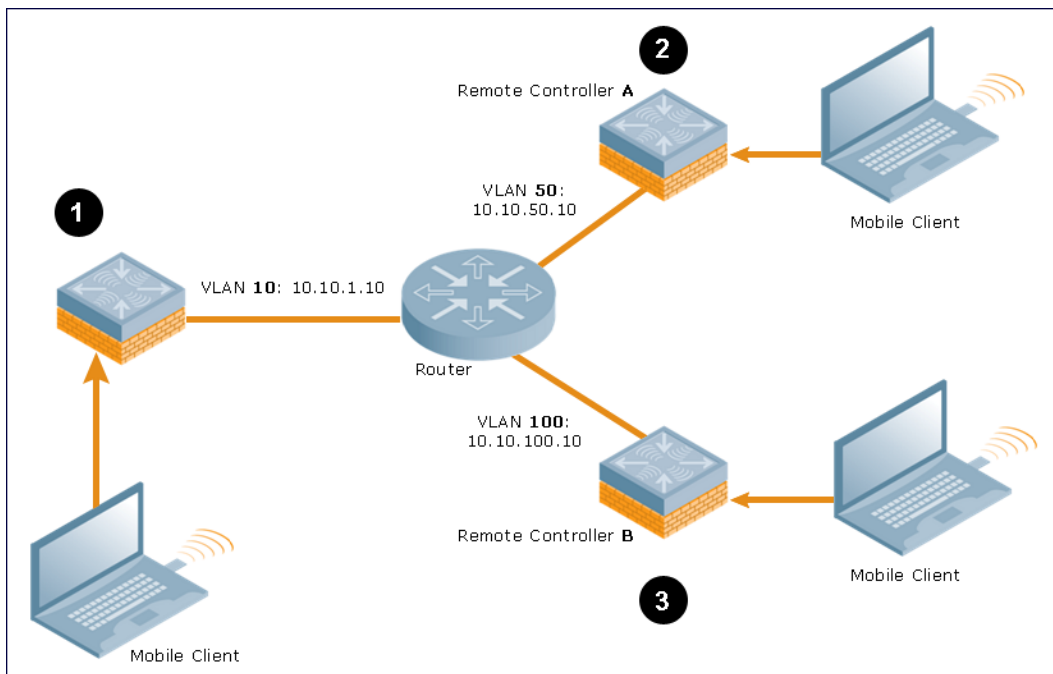 2
Remote Controller A
VLAN 50:
10.10.50.10
Mobile Client
1
VLAN 10: 10.10.1.10
Router
VLAN 100:
10.10.100.10
Remote Controller B
Mobile Client
3
Mobile Client